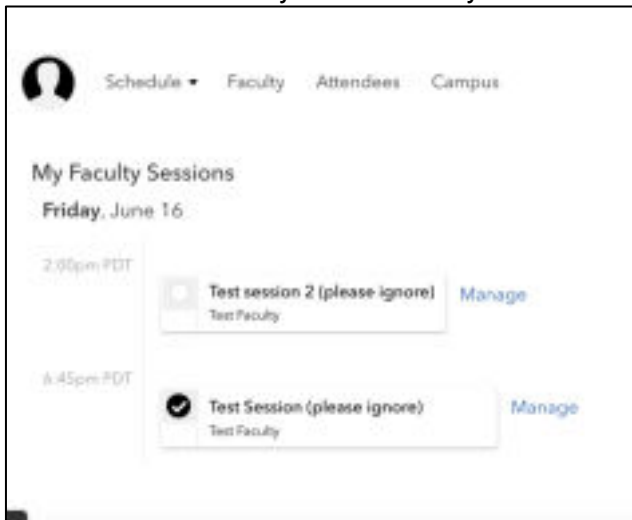 Schedule Faculty Attendees Campus
My Faculty Sessions
Friday, June 16
2:00pm PDT
Test session 2 (please ignore) Manage
Test Faculty
6:45pm PDT
Test Session (please ignore) Manage
Test Faculty